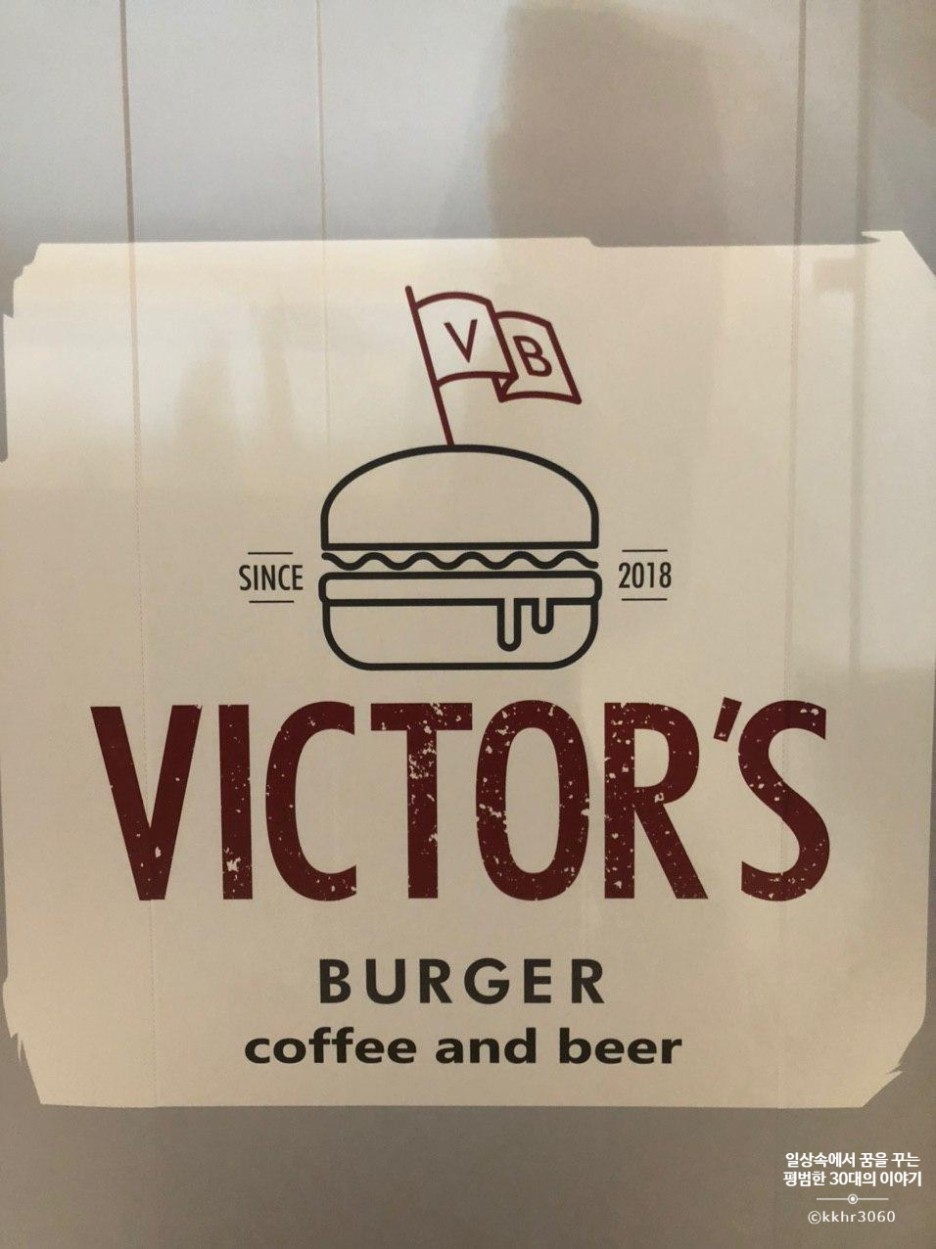 V B
SINCE 2018
VICTOR'S
BURGER
coffee and beer
일상속에서 꿈을 꾸는
평범한 30대의 이야기
©kkhr3060